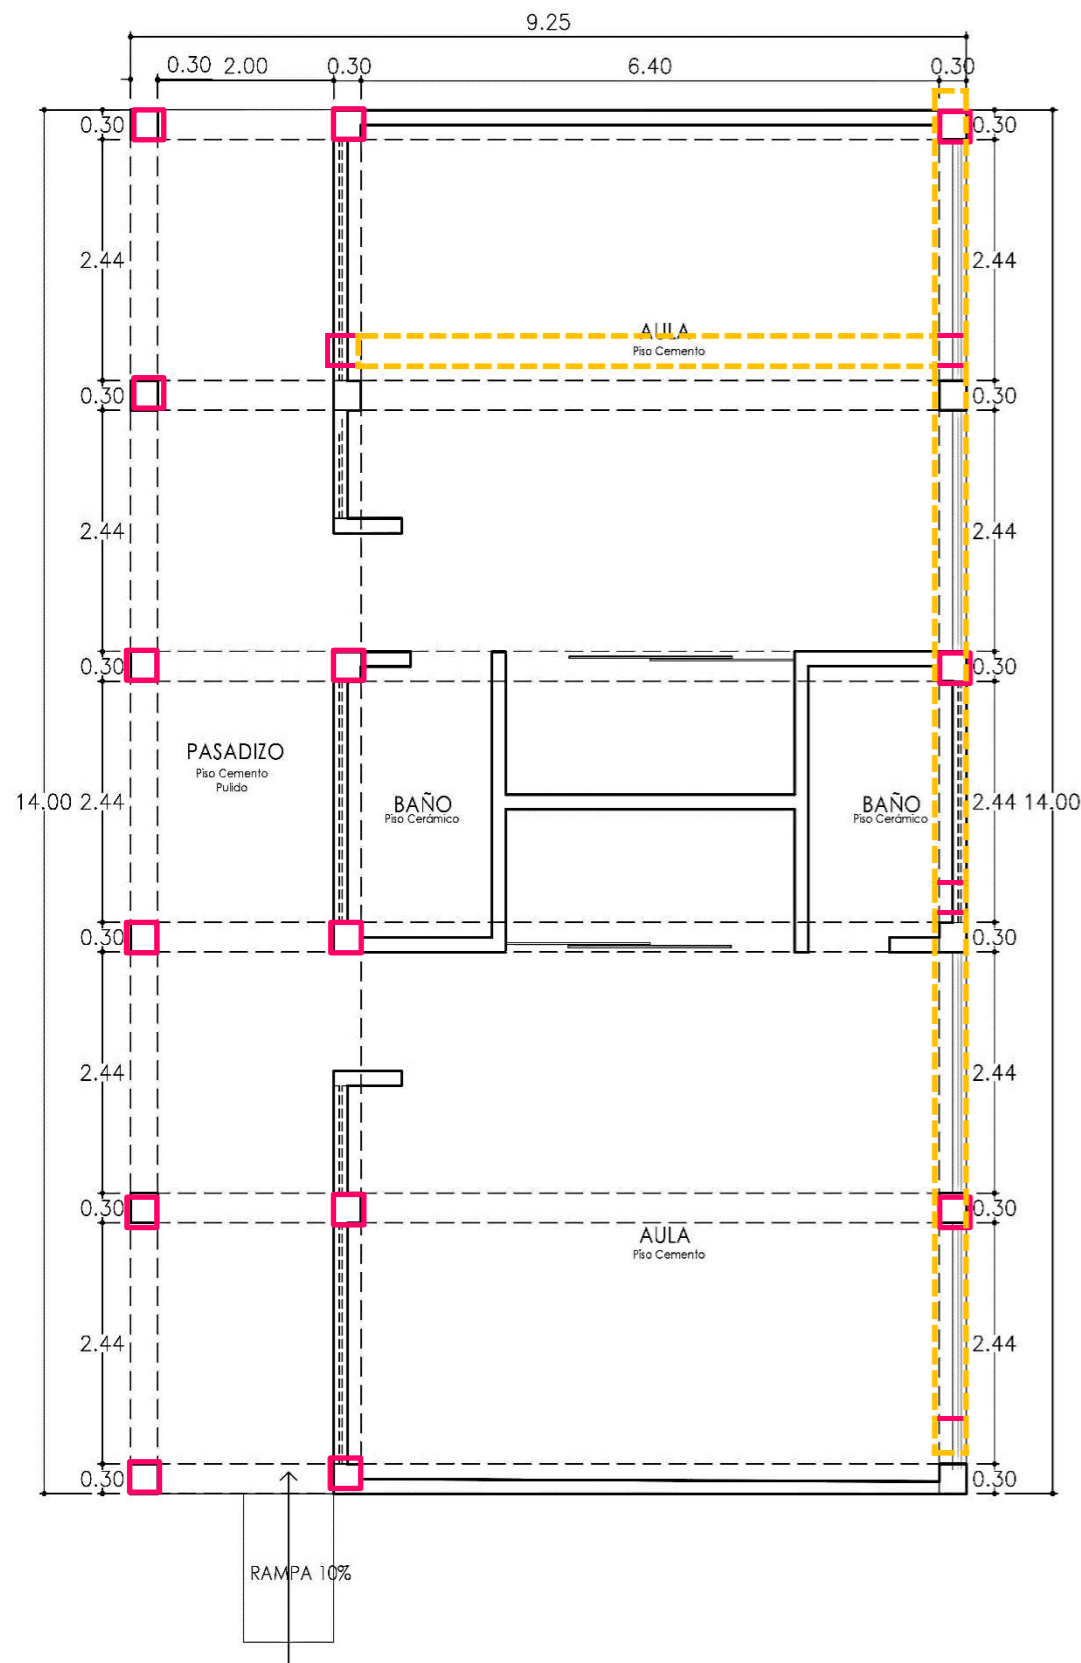 9.25
0.30 2.00 0.30 6.40 0.30
0.30 0.30
2.44 2.44
AULA
Piso Cemento
0.30 0.30
2.44 2.44
0.30 0.30
PASADIZO
Piso Cemento
Pulido
14.00 2.44 BAÑO BAÑO 2.44 14.00
Piso Cerámico Piso Cerámico
0.30 0.30
2.44 2.44
0.30 0.30
AULA
Piso Cemento
2.44 2.44
0.30 0.30
RAMPA 10%